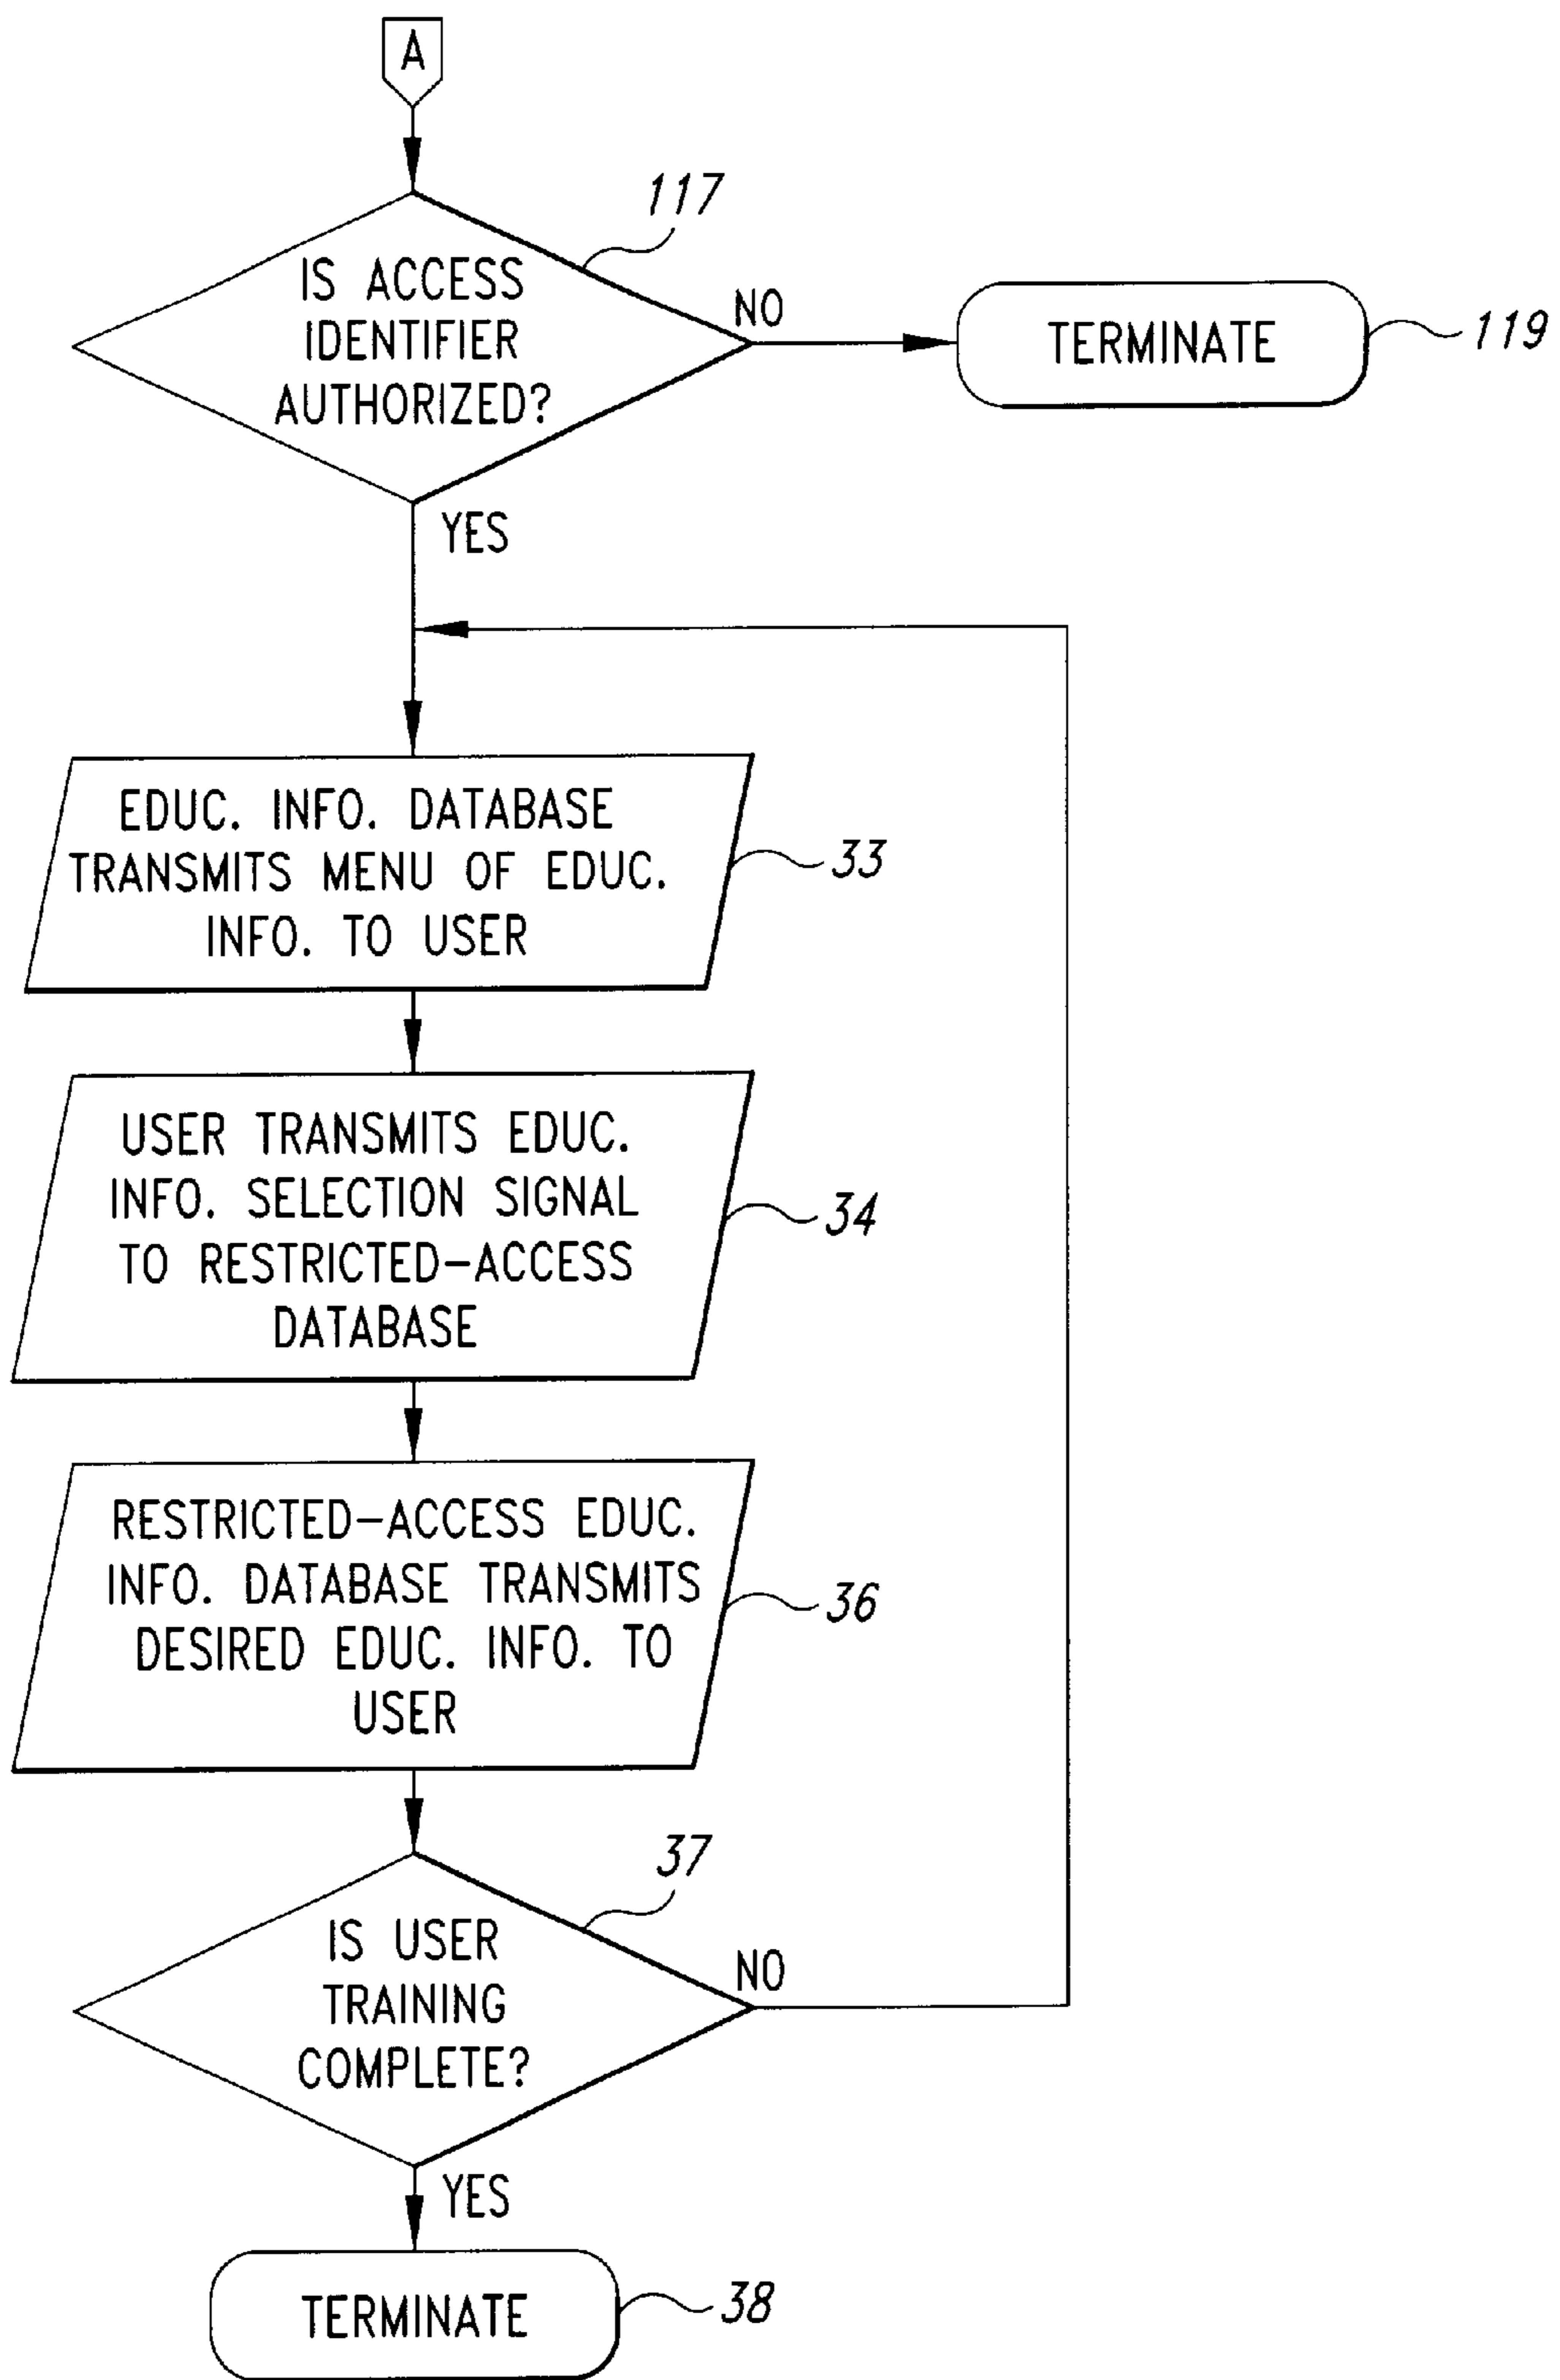 A
117
IS ACCESS
IDENTIFIER
AUTHORIZED?
NO
TERMINATE
119
YES
EDUC. INFO. DATABASE
TRANSMITS MENU OF EDUC.
INFO. TO USER
33
USER TRANSMITS EDUC.
INFO. SELECTION SIGNAL
TO RESTRICTED-ACCESS
DATABASE
34
RESTRICTED-ACCESS EDUC.
INFO. DATABASE TRANSMITS
DESIRED EDUC. INFO. TO
USER
36
37
IS USER
TRAINING
COMPLETE?
NO
YES
TERMINATE
38